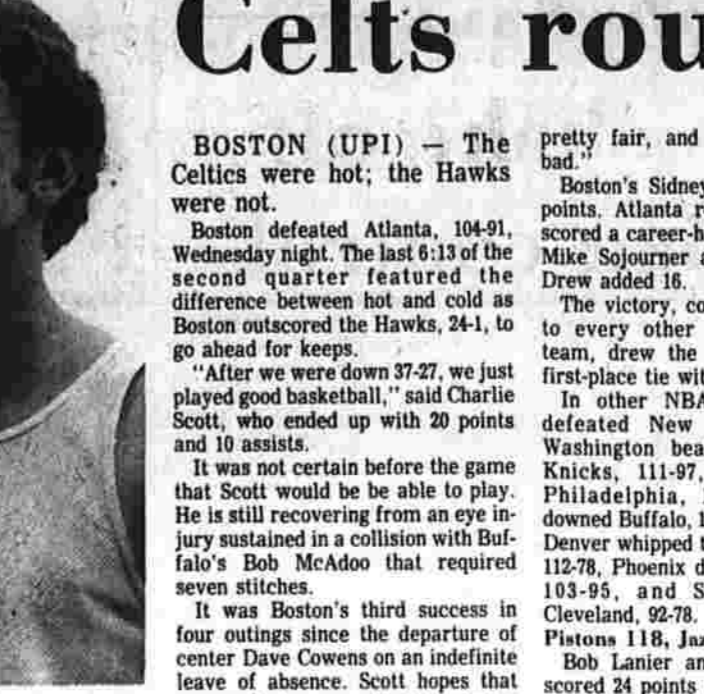 Celts rou
BOSTON (UPI) — The
Celtics were hot; the Hawks
were not.
Boston defeated Atlanta, 104-91,
Wednesday night. The last 6:13 of the
second quarter featured the
difference between hot and cold as
Boston outscored the Hawks, 24-1, to
go ahead for keeps.
"After we were down 37-27, we just
played good basketball," said Charlie
Scott, who ended up with 20 points
and 10 assists.
It was not certain before the game
that Scott would be be able to play.
He is still recovering from an eye in-
jury sustained in a collision with Buf-
falo's Bob McAdoo that required
seven stitches.
It was Boston's third success in
four outings since the departure of
center Dave Cowens on an indefinite
leave of absence. Scott hopes that
pretty fair, and
bad."
Boston's Sidney
points, Atlanta r
scored a career-h
Mike Sojourner a
Drew added 16.
The victory, co
to every other
team, drew the
first-place tie wit
In other NBA
defeated New
Washington bea
Knicks, 111-97,
Philadelphia,
downed Buffalo, 1
Denver whipped t
112-78, Phoenix d
103-95, and S
Cleveland, 92-78.
Pistons 118, Jaz
Bob Lanier an
scored 24 points